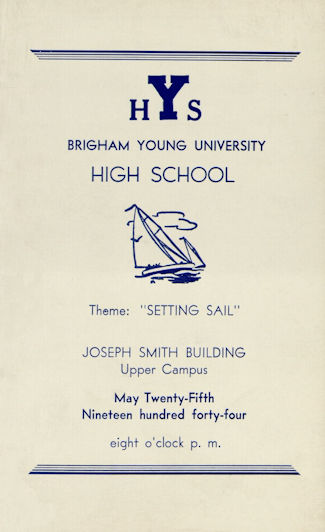 HYS
BRIGHAM YOUNG UNIVERSITY
HIGH SCHOOL
Theme: "SETTING SAIL"
JOSEPH SMITH BUILDING
Upper Campus
May Twenty-Fifth
Nineteen hundred forty-four
eight o'clock p. m.